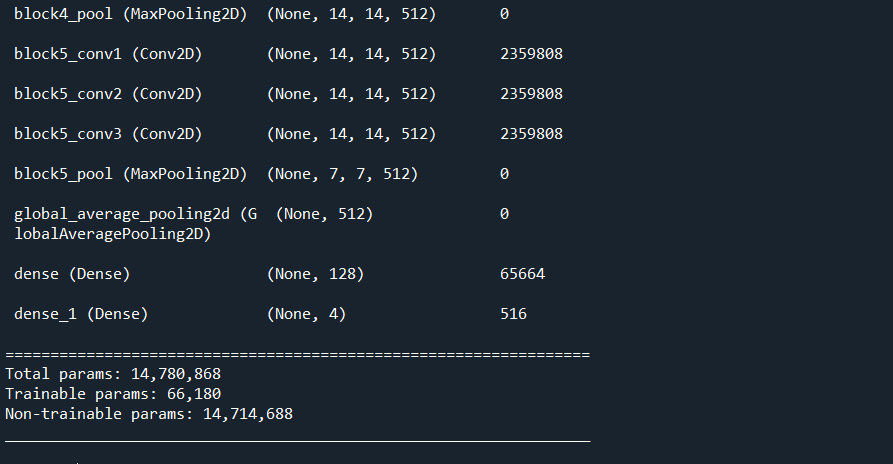 block4_pool (MaxPooling2D) (None, 14, 14, 512) 0
block5_conv1 (Conv2D) (None, 14, 14, 512) 2359808
block5_conv2 (Conv2D) (None, 14, 14, 512) 2359808
block5_conv3 (Conv2D) (None, 14, 14, 512) 2359808
block5_pool (MaxPooling2D) (None, 7, 7, 512) 0
global_average_pooling2d (G (None, 512) 0
lobalAveragePooling2D)
dense (Dense) (None, 128) 65664
dense_1 (Dense) (None, 4) 516
=================================================================
Total params: 14,780,868
Trainable params: 66,180
Non-trainable params: 14,714,688
_________________________________________________________________